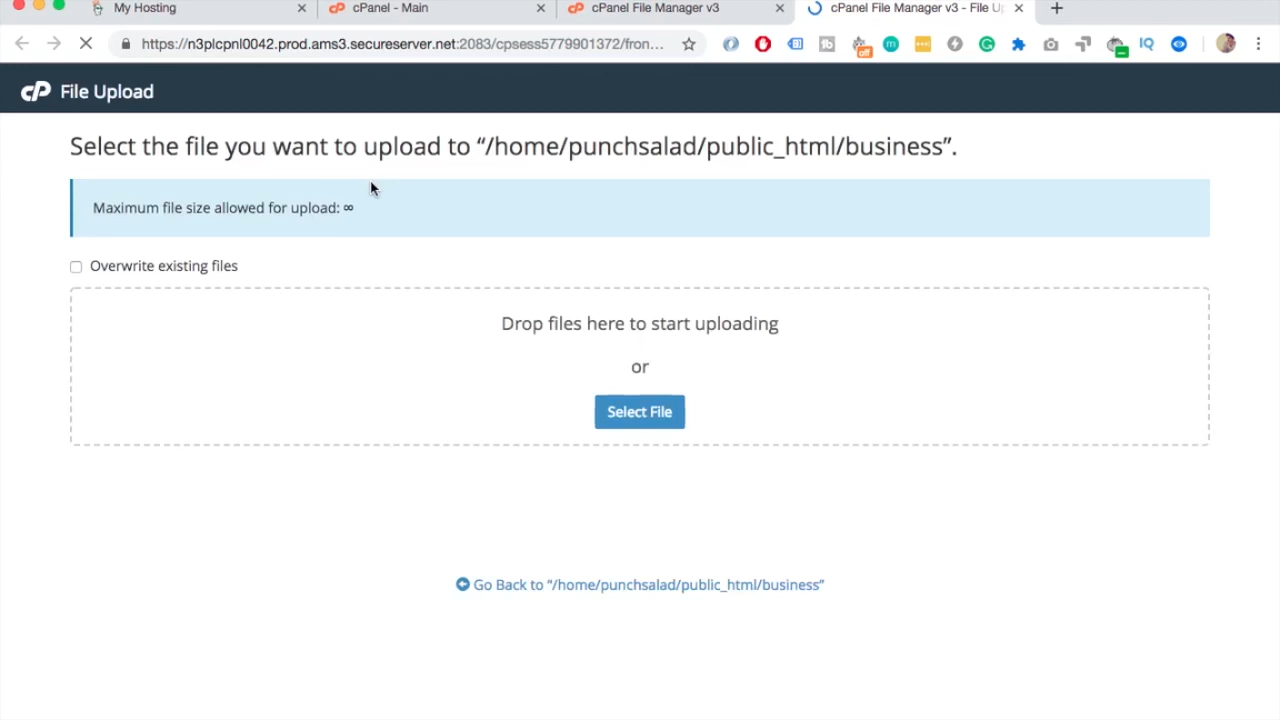 My Hosting
cPanel - Main
cPanel File Manager v3
cPanel File Manager v3 - File U
https://n3plcpnl0042.prod.ams3.secureserver.net:2083/cpsess5779901372/fron...
off
IQ
cP File Upload
Select the file you want to upload to “/home/punchsalad/public_html/business”.
Maximum file size allowed for upload: ∞
Overwrite existing files
Drop files here to start uploading
or
Select File
Go Back to “/home/punchsalad/public_html/business”